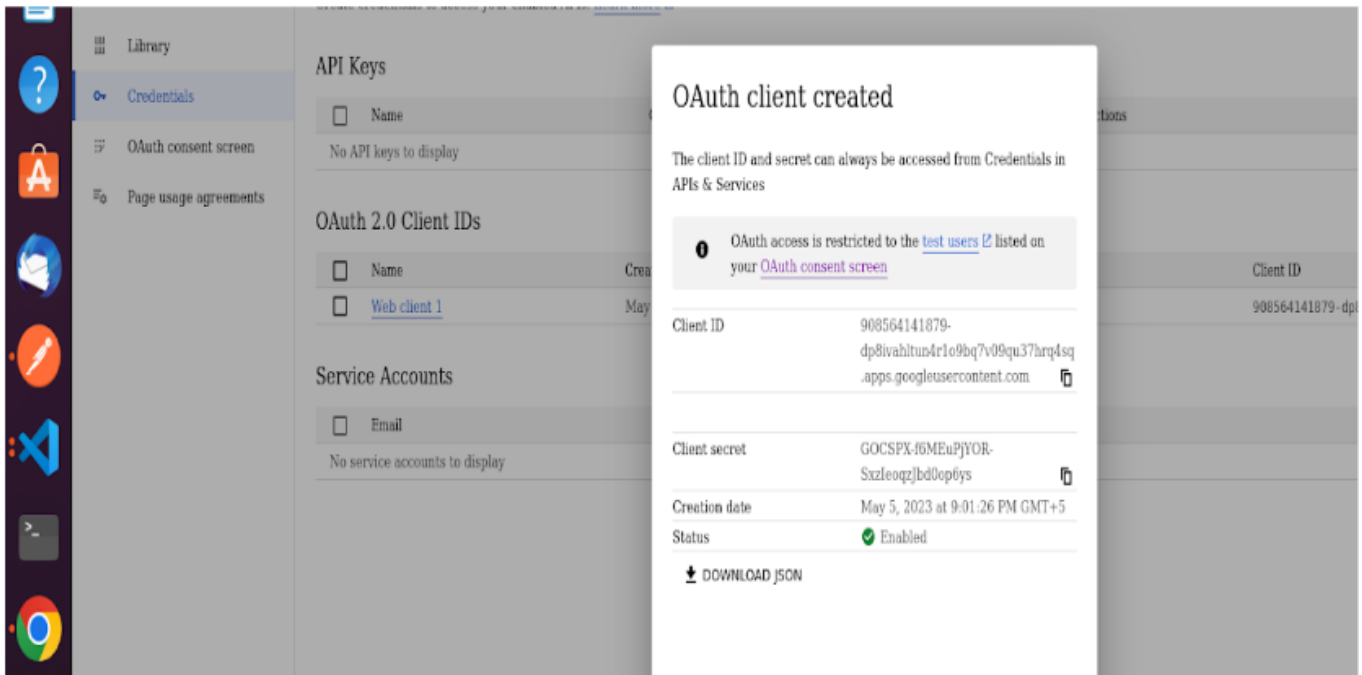 Library
Credentials
OAuth consent screen
Page usage agreements
API Keys
Name
No API keys to display
OAuth 2.0 Client IDs
Name
Client ID
Web client 1
May
908564141879-dp8
Service Accounts
Email
No service accounts to display
OAuth client created
The client ID and secret can always be accessed from Credentials in
APIs & Services
OAuth access is restricted to the test users listed on
your OAuth consent screen
Client ID
908564141879-
dp8ivahltun4r1o9bq7v09qu37hrq4sq
.apps.googleusercontent.com
Client secret
GOCSPX-f6MEuPjYOR-
SxzIeoqzJbd0op6ys
Creation date May 5, 2023 at 9:01:26 PM GMT+5
Status Enabled
DOWNLOAD JSON